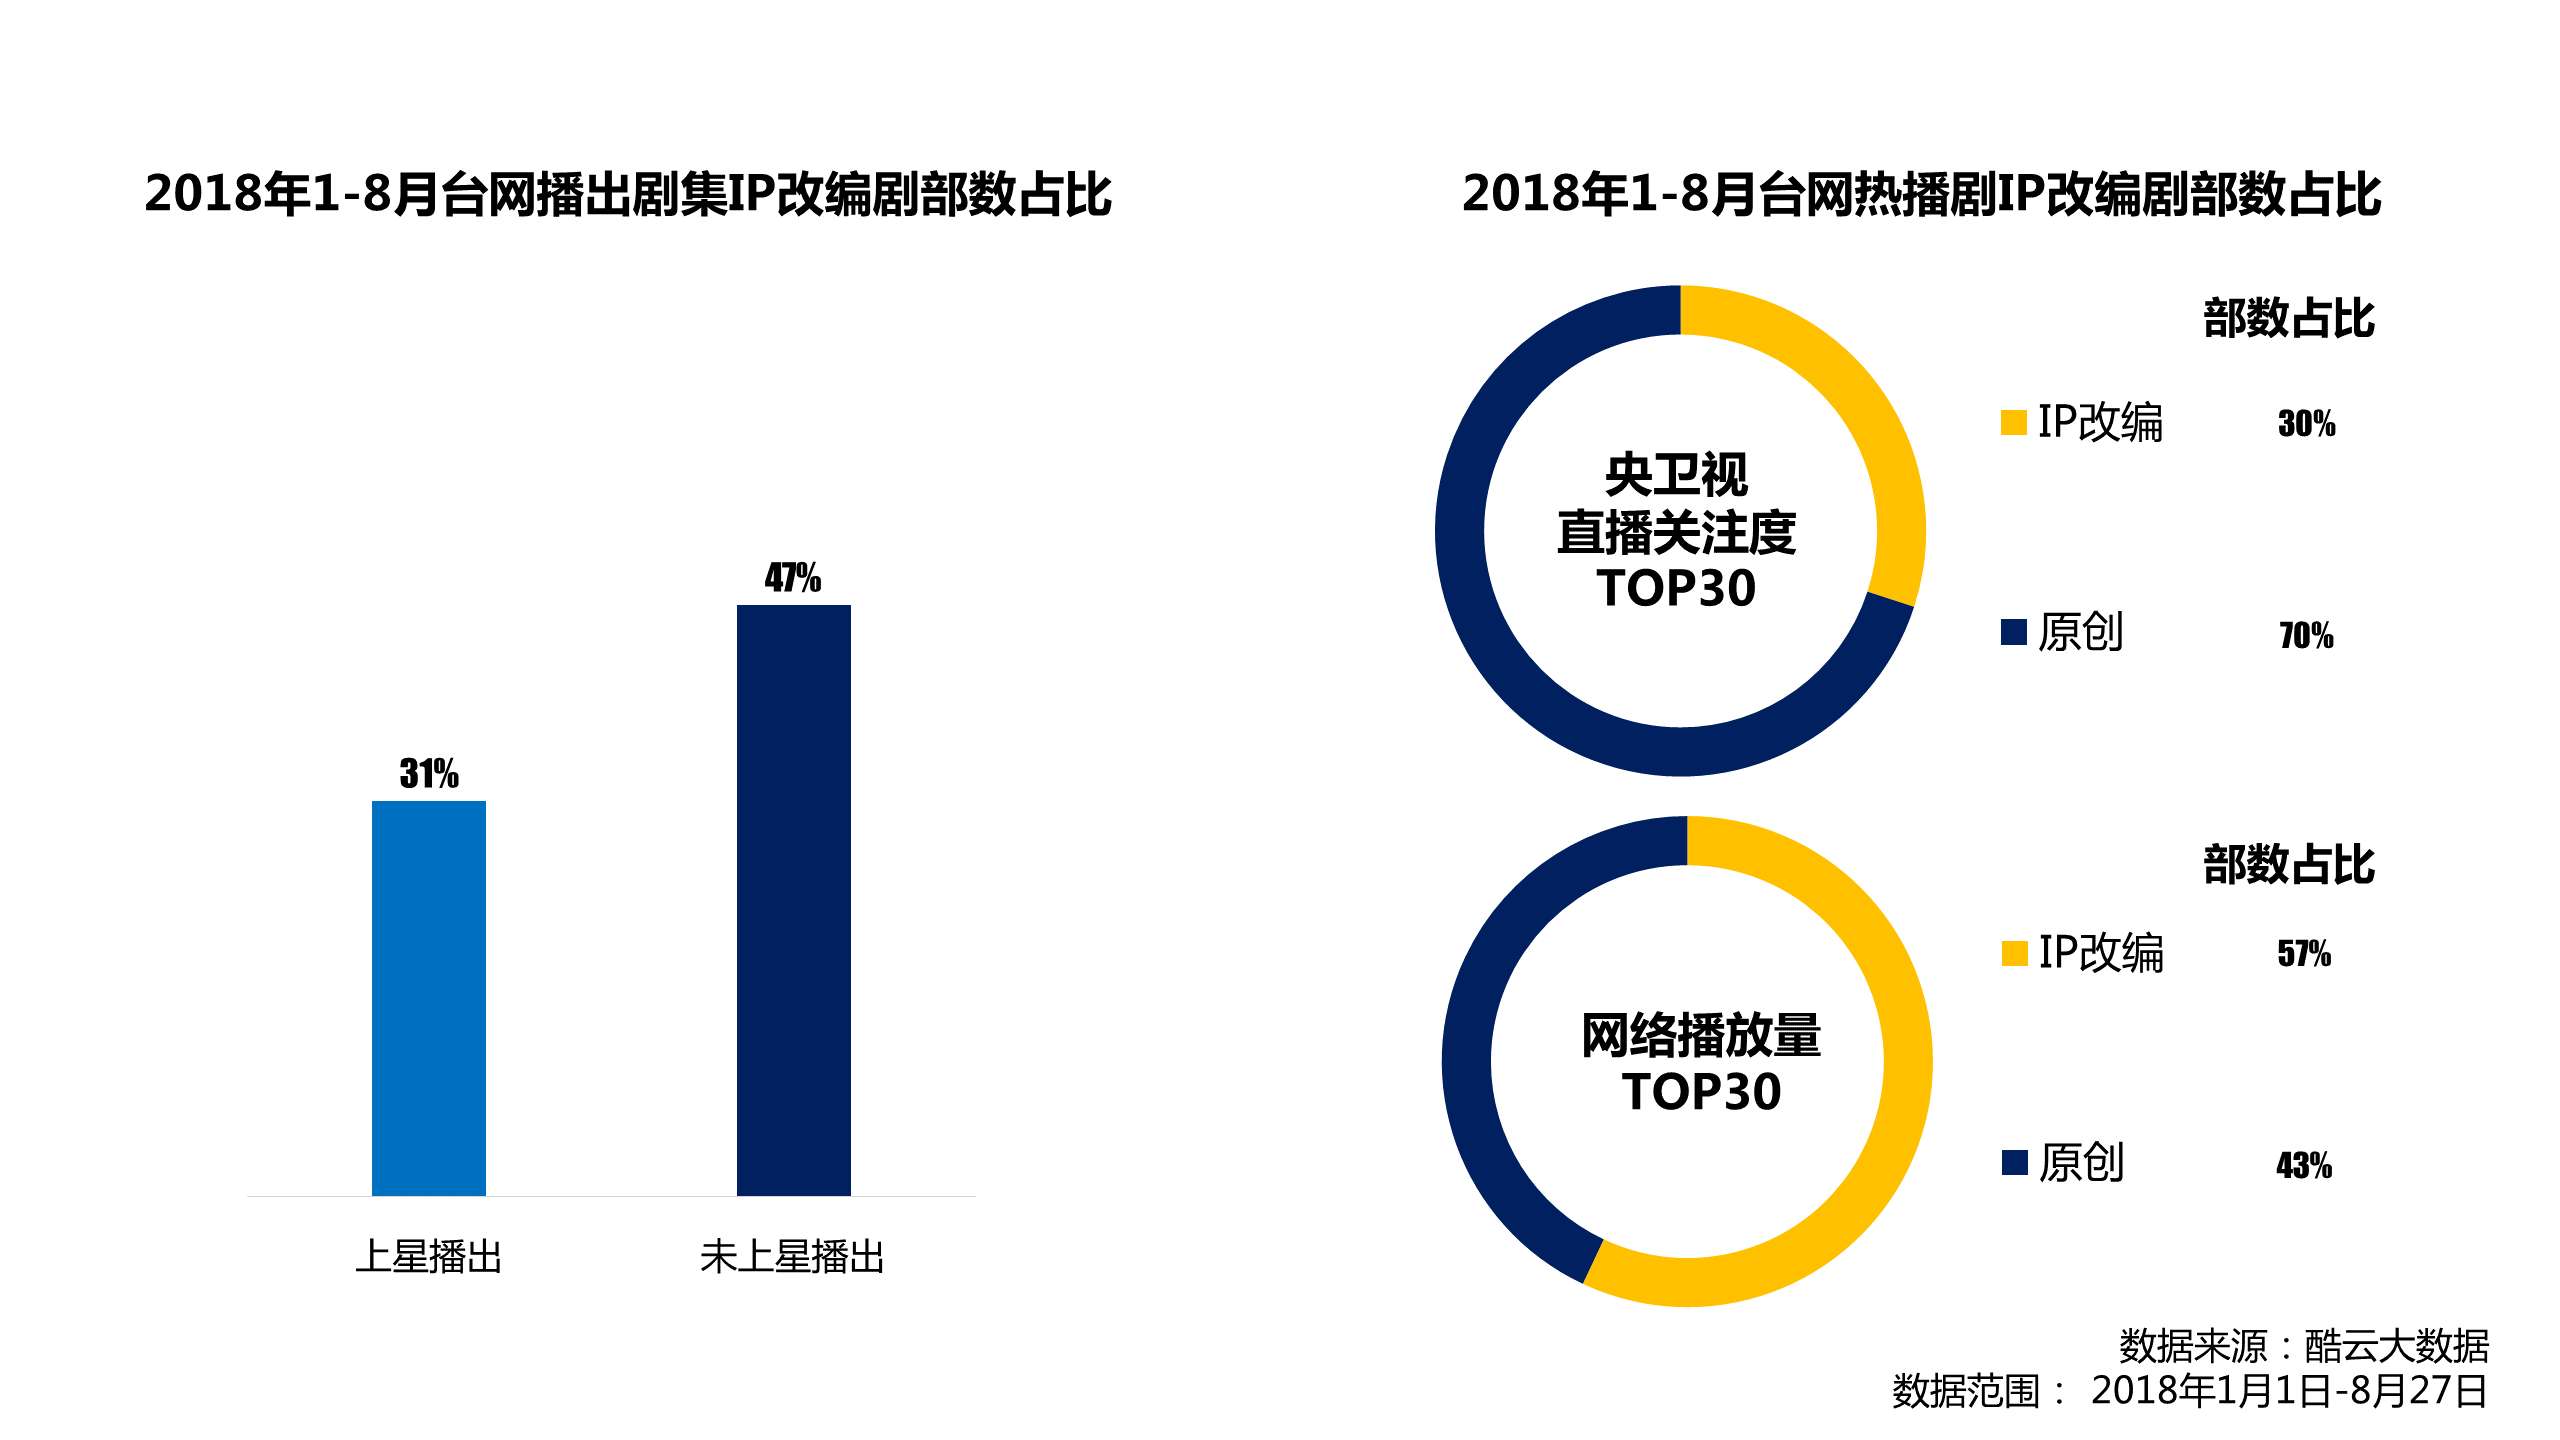 2018年1-8月台网播出剧集IP改编剧部数占比
47%
31%
上星播出
未上星播出
2018年1-8月台网热播剧IP改编剧部数占比
央卫视
直播关注度
TOP30
部数占比
IP改编 30%
原创 70%
网络播放量
TOP30
部数占比
IP改编 57%
原创 43%
数据来源：酷云大数据
数据范围： 2018年1月1日-8月27日